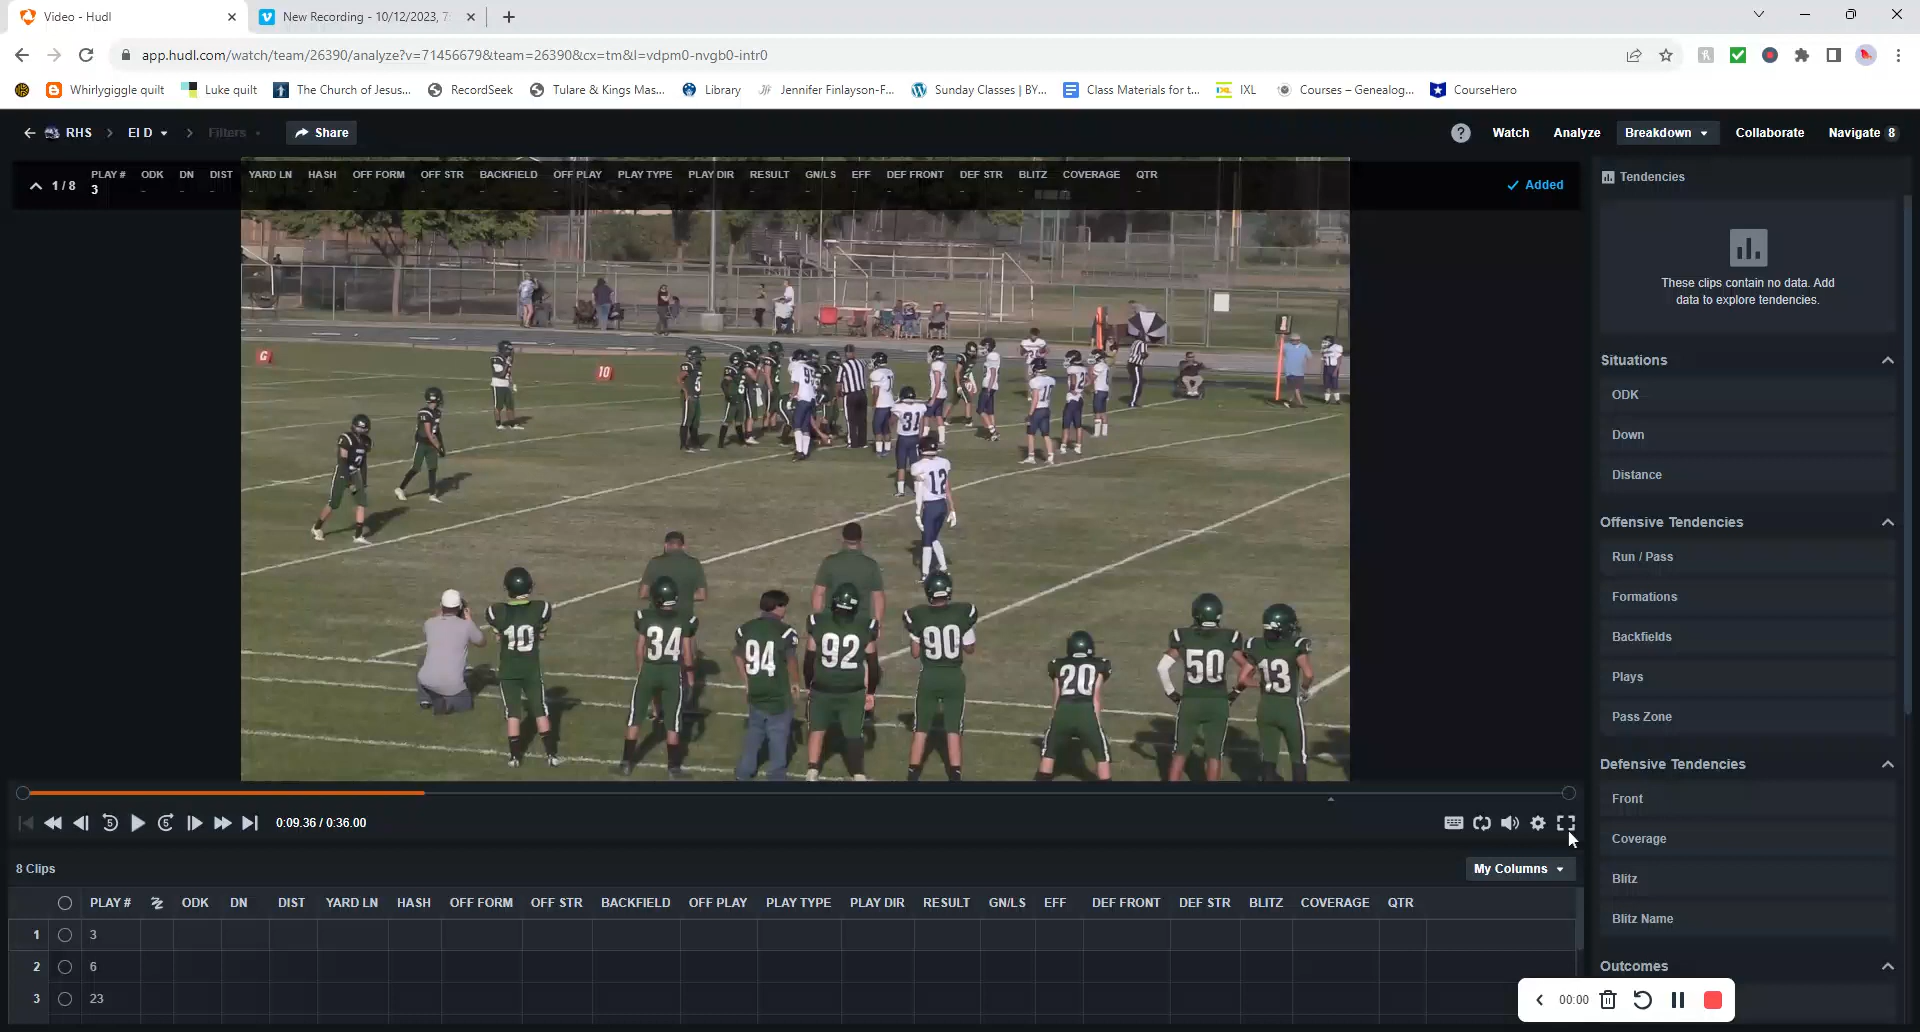 Video - Hudl
New Recording - 10/12/2023, 7:
app.hudl.com/watch/team/26390/analyze?v=71456679&team=26390&cx=tm&l=vdpm0-nvgb0-intr0
Whirlygiggle quilt Luke quilt The Church of Jesus... RecordSeek Tulare & Kings Mas... Library Jennifer Finlayson-F... Sunday Classes | BY... Class Materials for t... IXL Courses – Genealog... CourseHero
RHS EI D Filters Share ? Watch Analyze Breakdown Collaborate Navigate 8
1 / 8 PLAY # ODK DN DIST YARD LN HASH OFF FORM OFF STR BACKFIELD OFF PLAY PLAY TYPE PLAY DIR RESULT GN/LS EFF DEF FRONT DEF STR BLITZ COVERAGE QTR
3 - - - - - - - - - - - - - - - - - - -
Added
G
10
31
12
10
34
94
92
90
20
50
13
5 5 0:09.36 / 0:36.00
8 Clips
My Columns
PLAY # ODK DN DIST YARD LN HASH OFF FORM OFF STR BACKFIELD OFF PLAY PLAY TYPE PLAY DIR RESULT GN/LS EFF DEF FRONT DEF STR BLITZ COVERAGE QTR
1 3
2 6
3 23
Tendencies
These clips contain no data. Add
data to explore tendencies.
Situations
ODK
Down
Distance
Offensive Tendencies
Run / Pass
Formations
Backfields
Plays
Pass Zone
Defensive Tendencies
Front
Coverage
Blitz
Blitz Name
Outcomes
00:00